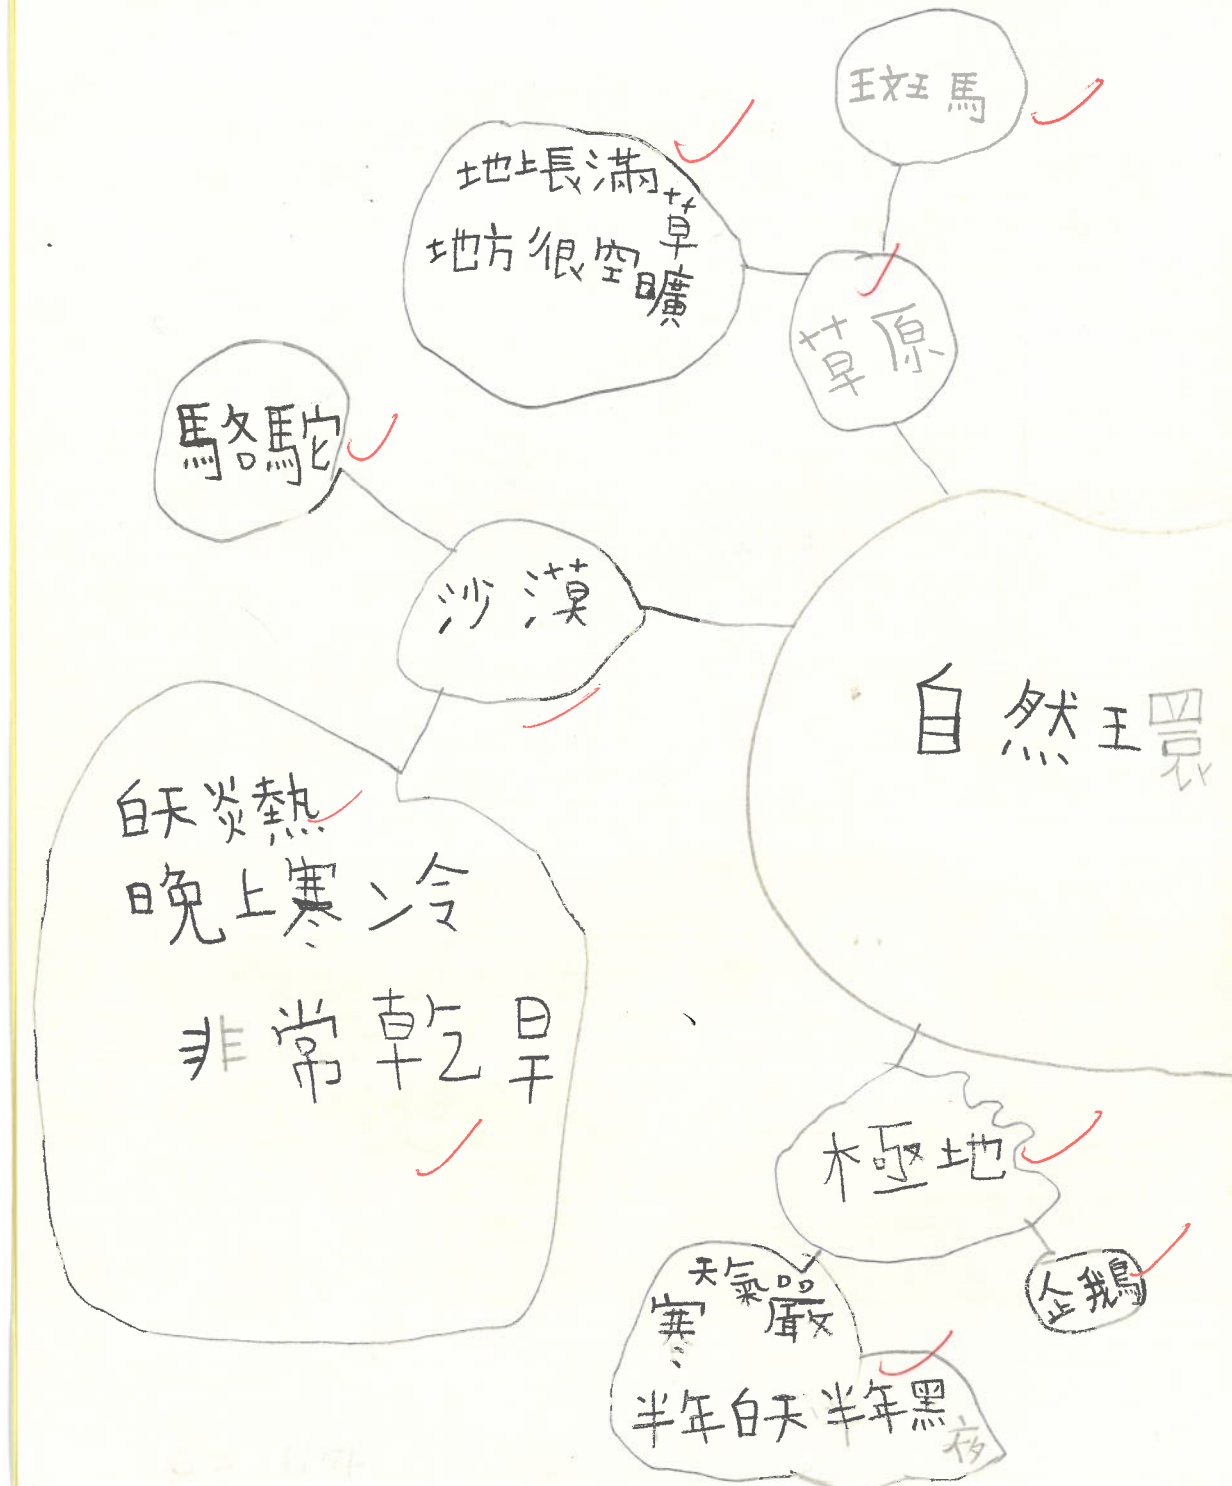 斑馬
地上長滿草
地方很空曠
草原
駱駝
沙漠
自然環
白天炎熱
晚上寒冷
非常乾旱
極地
企鵝
天氣嚴寒
半年白天半年黑夜